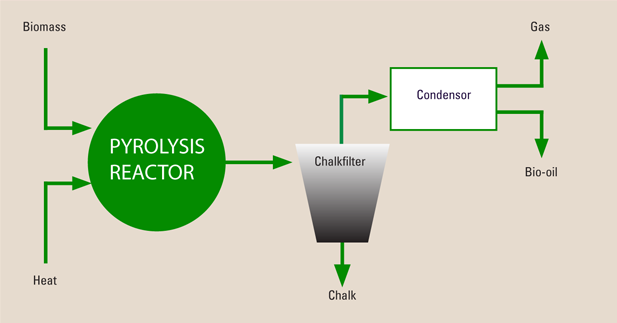 Biomass
Gas
Condensor
PYROLYSIS
REACTOR
Chalkfilter
Bio-oil
Heat
Chalk